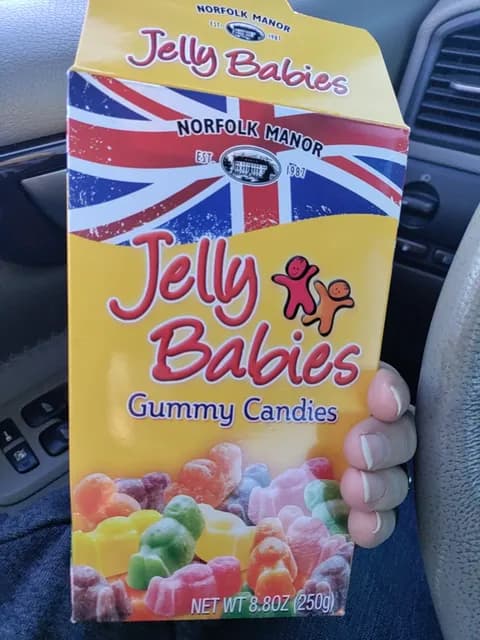 NORFOLK MANOR
EST. 1987
Jelly Babies
NORFOLK MANOR
EST. 1987
Jelly
Babies
Gummy Candies
NET WT 8.8OZ (250g)